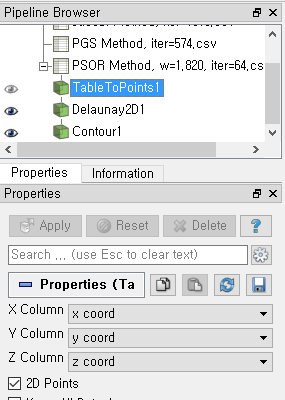 Pipeline Browser
PGS Method, iter=574,csv
PSOR Method, w=1,820, iter=64,cs
TableToPoints1
Delaunay2D1
Contour1
Properties
Information
Properties
Apply
Reset
Delete
?
Search ,,, (use Esc to clear text)
Properties (Ta
X Column
x coord
Y Column
y coord
Z Column
z coord
2D Points